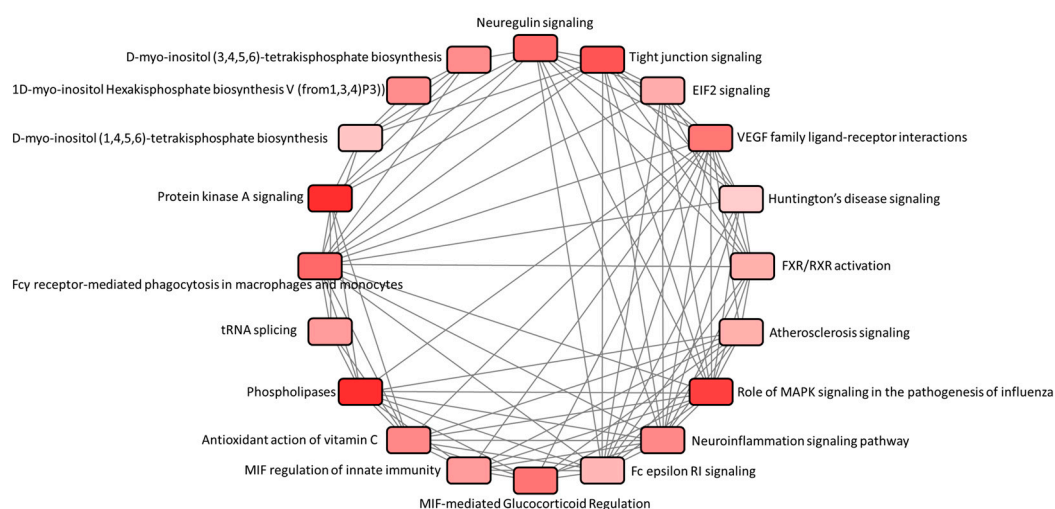 Neuregulin signaling
D-myo-inositol (3,4,5,6)-tetrakisphosphate biosynthesis
Tight junction signaling
1D-myo-inositol Hexakisphosphate biosynthesis V (from1,3,4)P3))
EIF2 signaling
D-myo-inositol (1,4,5,6)-tetrakisphosphate biosynthesis
VEGF family ligand-receptor interactions
Protein kinase A signaling
Huntington's disease signaling
FXR/RXR activation
Fcy receptor-mediated phagocytosis in macrophages and monocytes
tRNA splicing
Atherosclerosis signaling
Phospholipases
Role of MAPK signaling in the pathogenesis of influenza
Antioxidant action of vitamin C
Neuroinflammation signaling pathway
MIF regulation of innate immunity
Fc epsilon RI signaling
MIF-mediated Glucocorticoid Regulation